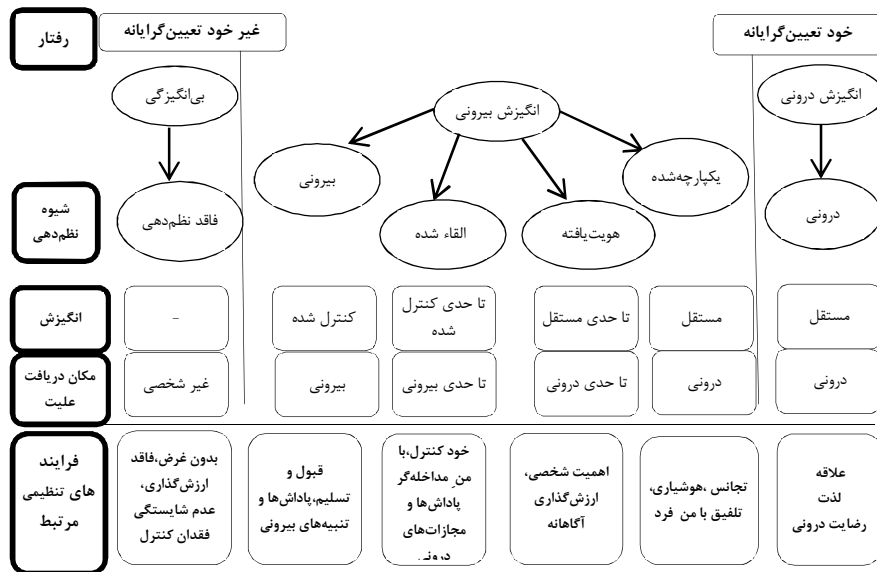 رفتار
غیر خود تعیین‌گرایانه
خود تعیین‌گرایانه
بی‌انگیزگی
انگیزش بیرونی
انگیزش درونی
شیوه
نظم‌دهی
فاقد نظم‌دهی
بیرونی
القاء شده
هویت‌یافته
یکپارچه‌شده
درونی
انگیزش
-
کنترل شده
تا حدی کنترل
شده
تا حدی مستقل
مستقل
مستقل
مکان دریافت
علیت
غیر شخصی
بیرونی
تا حدی بیرونی
تا حدی درونی
درونی
درونی
فرایند
های تنظیمی
مرتبط
بدون غرض،فاقد
ارزش‌گذاری،
عدم شایستگی
فقدان کنترل
قبول و
تسلیم،پاداش‌ها و
تنبیه‌های بیرونی
خود کنترل،با
من ِ مداخله‌گر
پاداش‌ها و
مجازات‌های
درونی
اهمیت شخصی،
ارزش‌گذاری
آگاهانه
تجانس ،هوشیاری،
تلفیق با من ِ فرد
علاقه
لذت
رضایت درونی